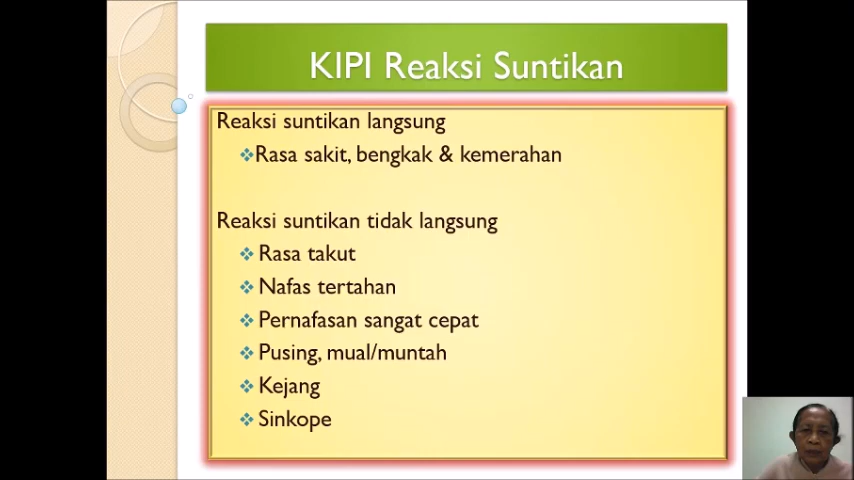 KIPI Reaksi Suntikan
Reaksi suntikan langsung
Rasa sakit, bengkak & kemerahan
Reaksi suntikan tidak langsung
Rasa takut
Nafas tertahan
Pernafasan sangat cepat
Pusing, mual/muntah
Kejang
Sinkope